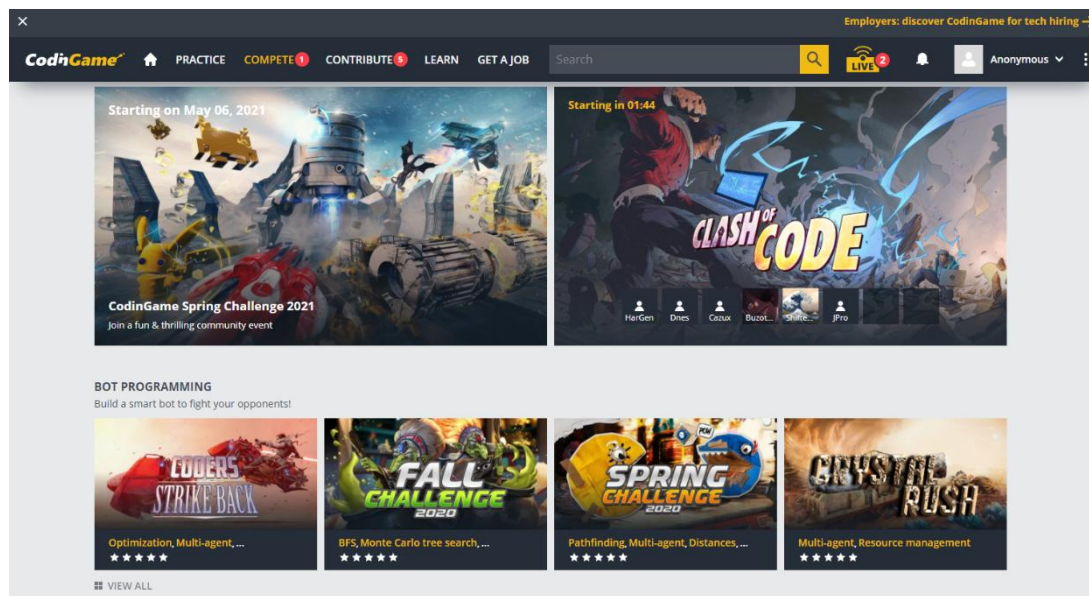 Employers: discover CodinGame for tech hiring
CodinGame PRACTICE COMPETE 1 CONTRIBUTE 5 LEARN GET A JOB Search LIVE 2 Anonymous
Starting on May 06, 2021
CodinGame Spring Challenge 2021
Join a fun & thrilling community event
Starting in 01:44
CLASH OF
CODE
HarGen Dnes Cazux Buzot... Shifte... JPro
BOT PROGRAMMING
Build a smart bot to fight your opponents!
CODERS
STRIKE BACK
Optimization, Multi-agent, ...
FALL
CHALLENGE
2020
BFS, Monte Carlo tree search, ...
POW
SPRING
CHALLENGE
2020
Pathfinding, Multi-agent, Distances, ...
CRYSTAL
RUSH
Multi-agent, Resource management
VIEW ALL